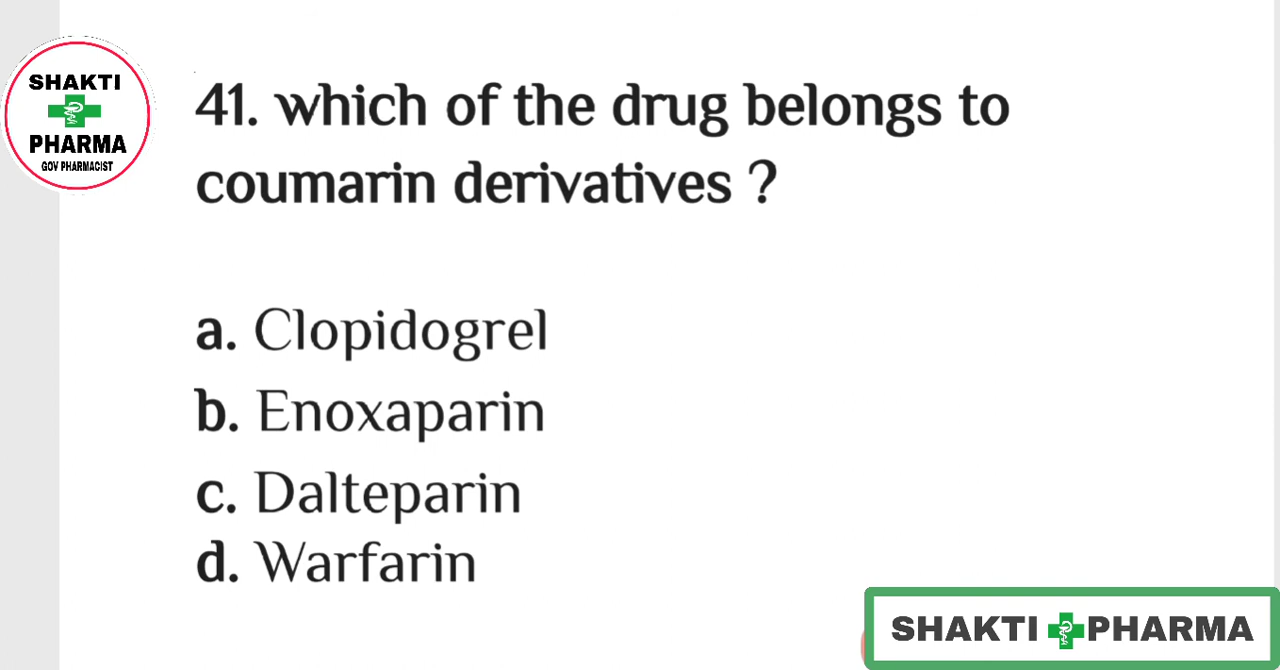 SHAKTI
PHARMA
GOV PHARMACIST
41. which of the drug belongs to
coumarin derivatives ?
a. Clopidogrel
b. Enoxaparin
c. Dalteparin
d. Warfarin
SHAKTI PHARMA